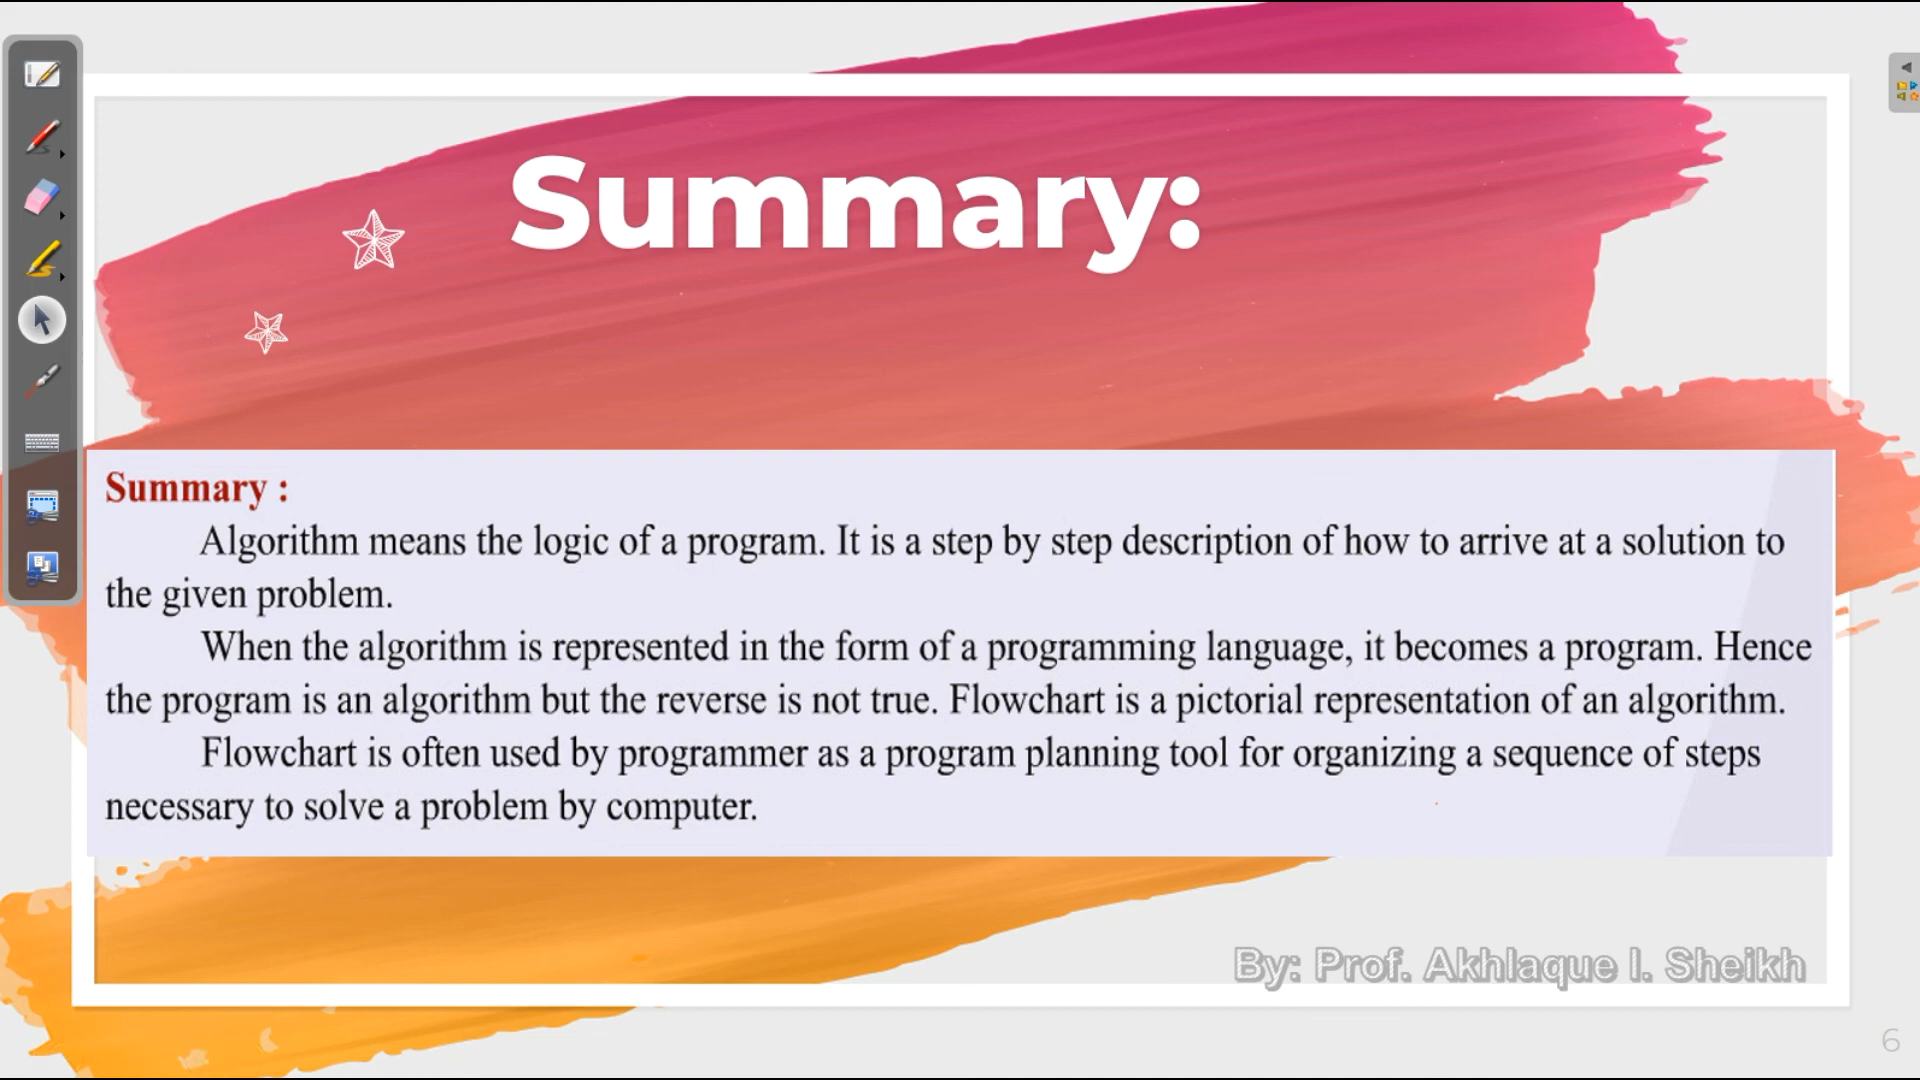 Summary:
Summary :
Algorithm means the logic of a program. It is a step by step description of how to arrive at a solution to
the given problem.
When the algorithm is represented in the form of a programming language, it becomes a program. Hence
the program is an algorithm but the reverse is not true. Flowchart is a pictorial representation of an algorithm.
Flowchart is often used by programmer as a program planning tool for organizing a sequence of steps
necessary to solve a problem by computer.
By: Prof. Akhlaque I. Sheikh
6